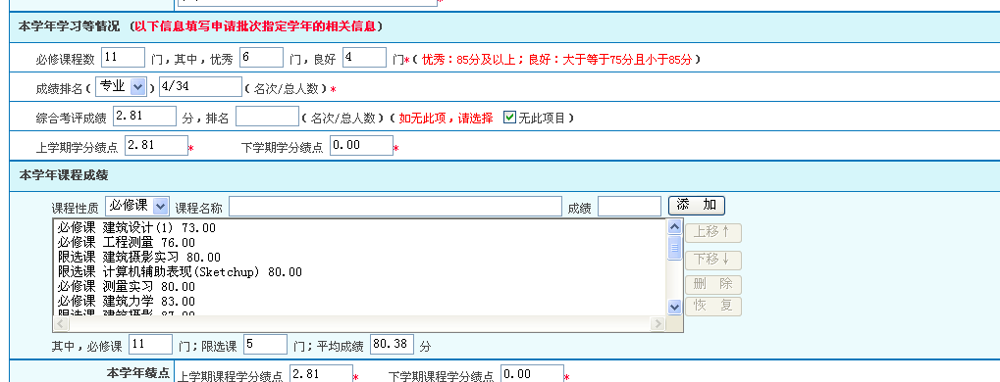 *
本学年学习等情况 (以下信息填写申请批次指定学年的相关信息)
必修课程数 11 门,其中,优秀 6 门,良好 4 门*(优秀:85分及以上;良好:大于等于75分且小于85分)
成绩排名(专业)4/34 (名次/总人数)*
综合考评成绩 2.81 分,排名 (名次/总人数)(如无此项,请选择 无此项目)
上学期学分绩点 2.81* 下学期学分绩点 0.00*
本学年课程成绩
课程性质 必修课 课程名称 成绩 添 加
必修课 建筑设计(1) 73.00
必修课 工程测量 76.00
限选课 建筑摄影实习 80.00
限选课 计算机辅助表现(Sketchup) 80.00
必修课 测量实习 80.00
必修课 建筑力学 83.00
限选课 建筑摄影 87.00
上移↑
下移↓
删 除
恢 复
其中,必修课 11 门;限选课 5 门;平均成绩 80.38 分
本学年绩点 上学期课程学分绩点 2.81* 下学期课程学分绩点 0.00*